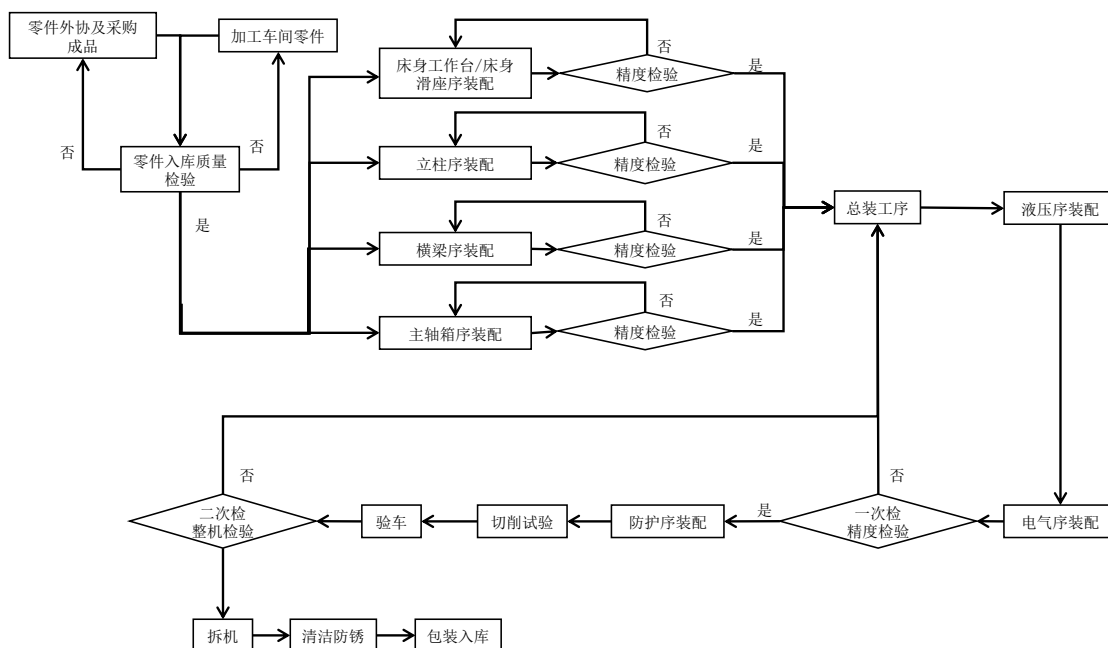 零件外协及采购
成品
加工车间零件
否
否
零件入库质量
检验
是
床身工作台/床身
滑座序装配
否
精度检验
是
立柱序装配
否
精度检验
是
横梁序装配
否
精度检验
是
主轴箱序装配
否
精度检验
是
总装工序
液压序装配
电气序装配
否
一次检
精度检验
是
防护序装配
切削试验
验车
否
二次检
整机检验
拆机
清洁防锈
包装入库